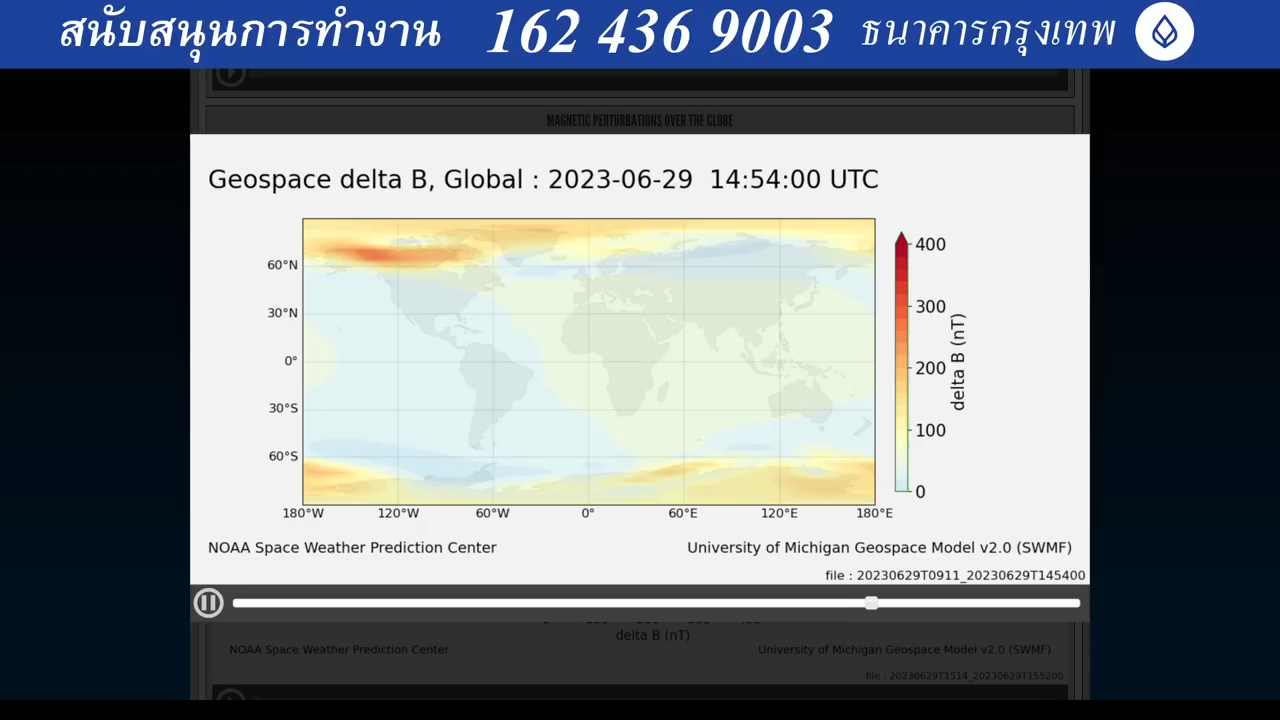 สนับสนุนการทำงาน 162 436 9003 ธนาคารกรุงเทพ
MAGNETIC PERTURBATIONS OVER THE GLOBE
Geospace delta B, Global : 2023-06-29 14:54:00 UTC
60°N
30°N
0°
30°S
60°S
180°W 120°W 60°W 0° 60°E 120°E 180°E
400
300
200
100
0
delta B (nT)
NOAA Space Weather Prediction Center University of Michigan Geospace Model v2.0 (SWMF)
file : 20230629T0911_20230629T145400
delta B (nT)
NOAA Space Weather Prediction Center University of Michigan Geospace Model v2.0 (SWMF)
file : 20230629T1514_20230629T155200